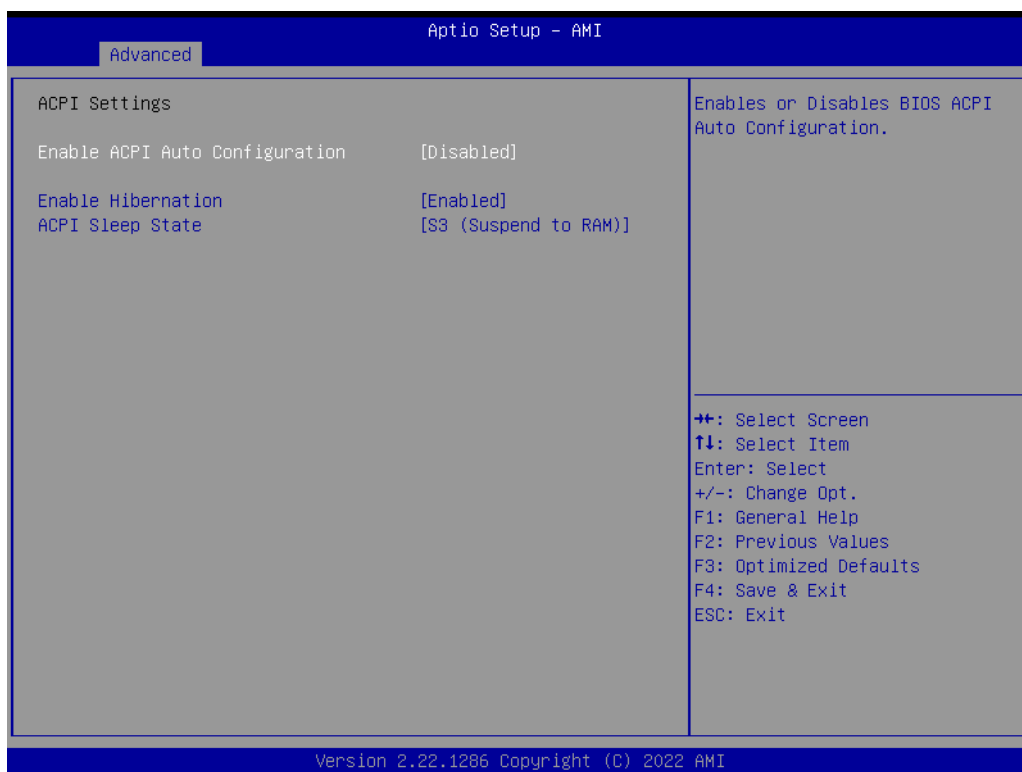 Aptio Setup - AMI
Advanced
ACPI Settings
Enable ACPI Auto Configuration [Disabled]
Enable Hibernation [Enabled]
ACPI Sleep State [S3 (Suspend to RAM)]
Enables or Disables BIOS ACPI
Auto Configuration.
→←: Select Screen
↑↓: Select Item
Enter: Select
+/-: Change Opt.
F1: General Help
F2: Previous Values
F3: Optimized Defaults
F4: Save & Exit
ESC: Exit
Version 2.22.1286 Copyright (C) 2022 AMI